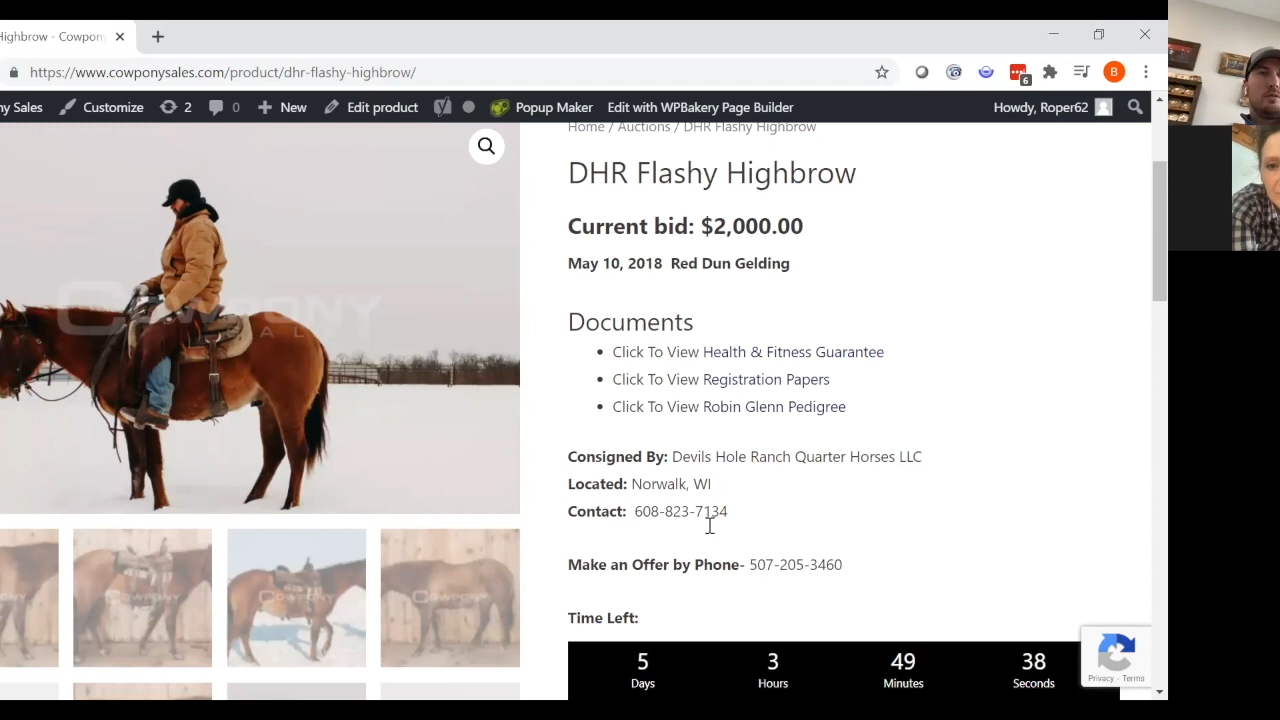 Highbrow - Cowpony
https://www.cowponysales.com/product/dhr-flashy-highbrow/
6
B
ny Sales Customize 2 0 New Edit product Popup Maker Edit with WPBakery Page Builder Howdy, Roper62
Home / Auctions / DHR Flashy Highbrow
DHR Flashy Highbrow
Current bid: $2,000.00
May 10, 2018 Red Dun Gelding
Documents
Click To View Health & Fitness Guarantee
Click To View Registration Papers
Click To View Robin Glenn Pedigree
Consigned By: Devils Hole Ranch Quarter Horses LLC
Located: Norwalk, WI
Contact: 608-823-7134
Make an Offer by Phone- 507-205-3460
Time Left:
5 3 49 38
Days Hours Minutes Seconds
Privacy - Terms
COWPONY